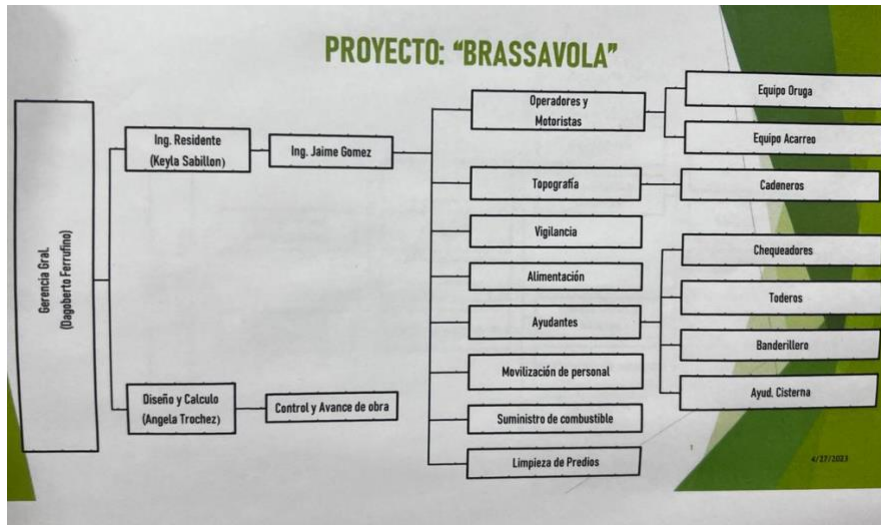 PROYECTO: “BRASSAVOLA”
Gerencia Gral.
(Dagoberto Ferrufino)
Ing. Residente
(Keyla Sabillon)
Ing. Jaime Gomez
Diseño y Calculo
(Angela Trochez)
Control y Avance de obra
Operadores y
Motoristas
Equipo Oruga
Equipo Acarreo
Topografía
Cadeneros
Vigilancia
Alimentación
Ayudantes
Chequeadores
Toderos
Banderillero
Ayud. Cisterna
Movilización de personal
Suministro de combustible
Limpieza de Predios
4/27/2023